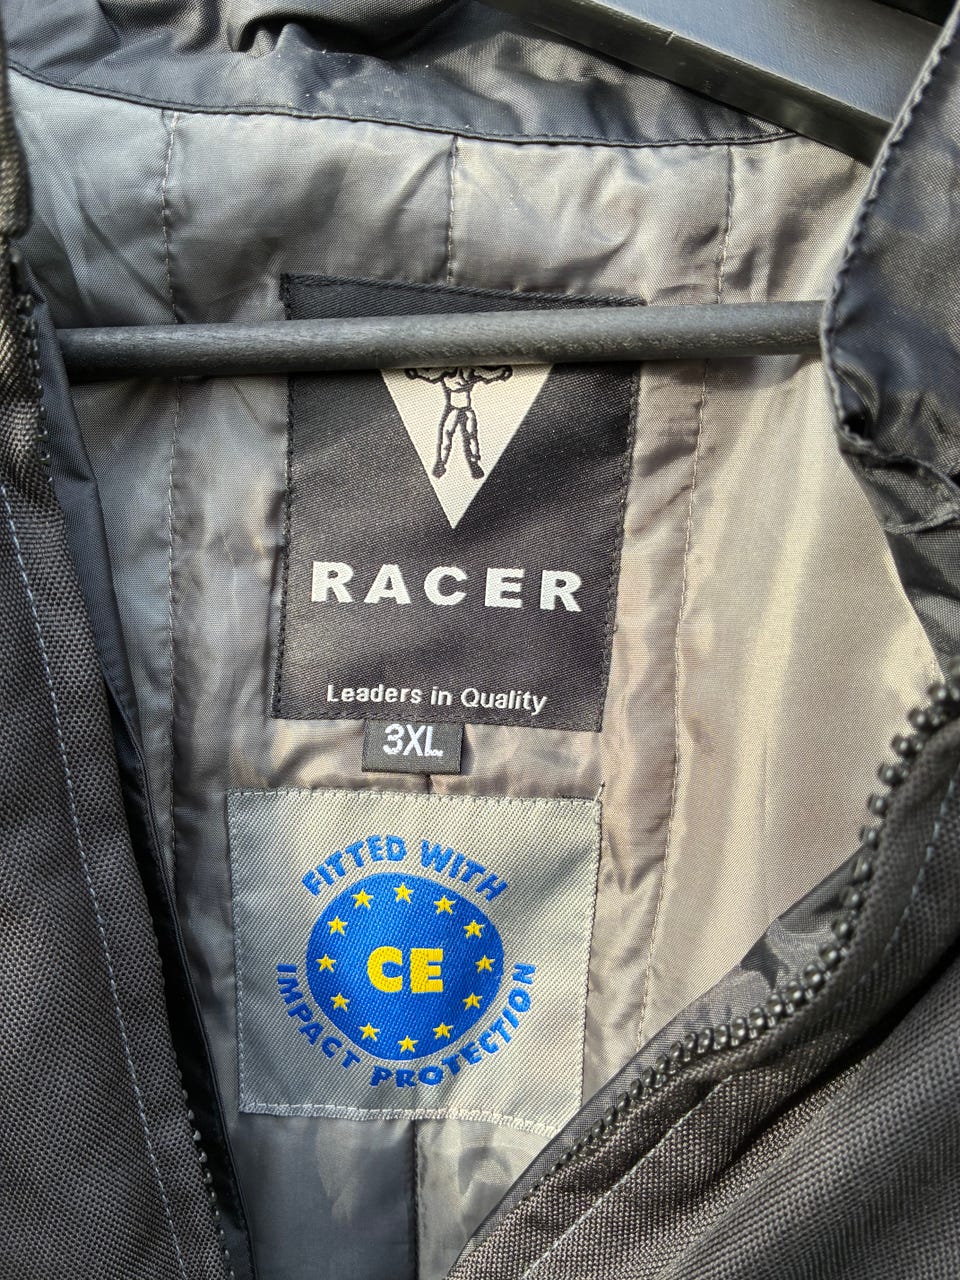 RACER
Leaders in Quality
3XL
FITTED WITH
CE
IMPACT PROTECTION